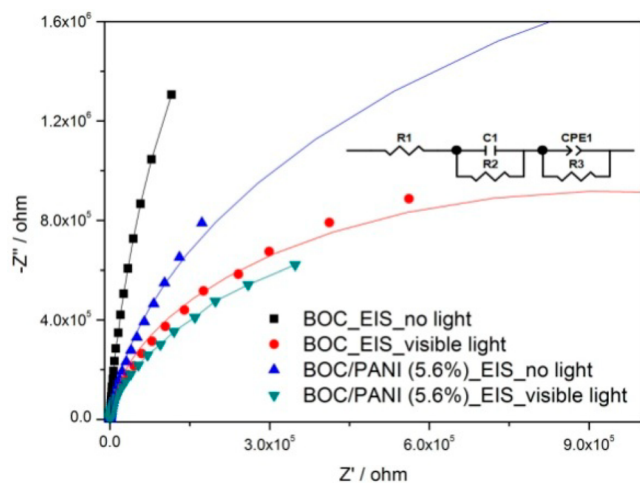 1.6x10⁶
1.2x10⁶
8.0x10⁵
4.0x10⁵
0.0
-Z'' / ohm
R1
C1
R2
CPE1
R3
BOC_EIS_no light
BOC_EIS_visible light
BOC/PANI (5.6%)_EIS_no light
BOC/PANI (5.6%)_EIS_visible light
0.0
3.0x10⁵
6.0x10⁵
9.0x10⁵
Z' / ohm